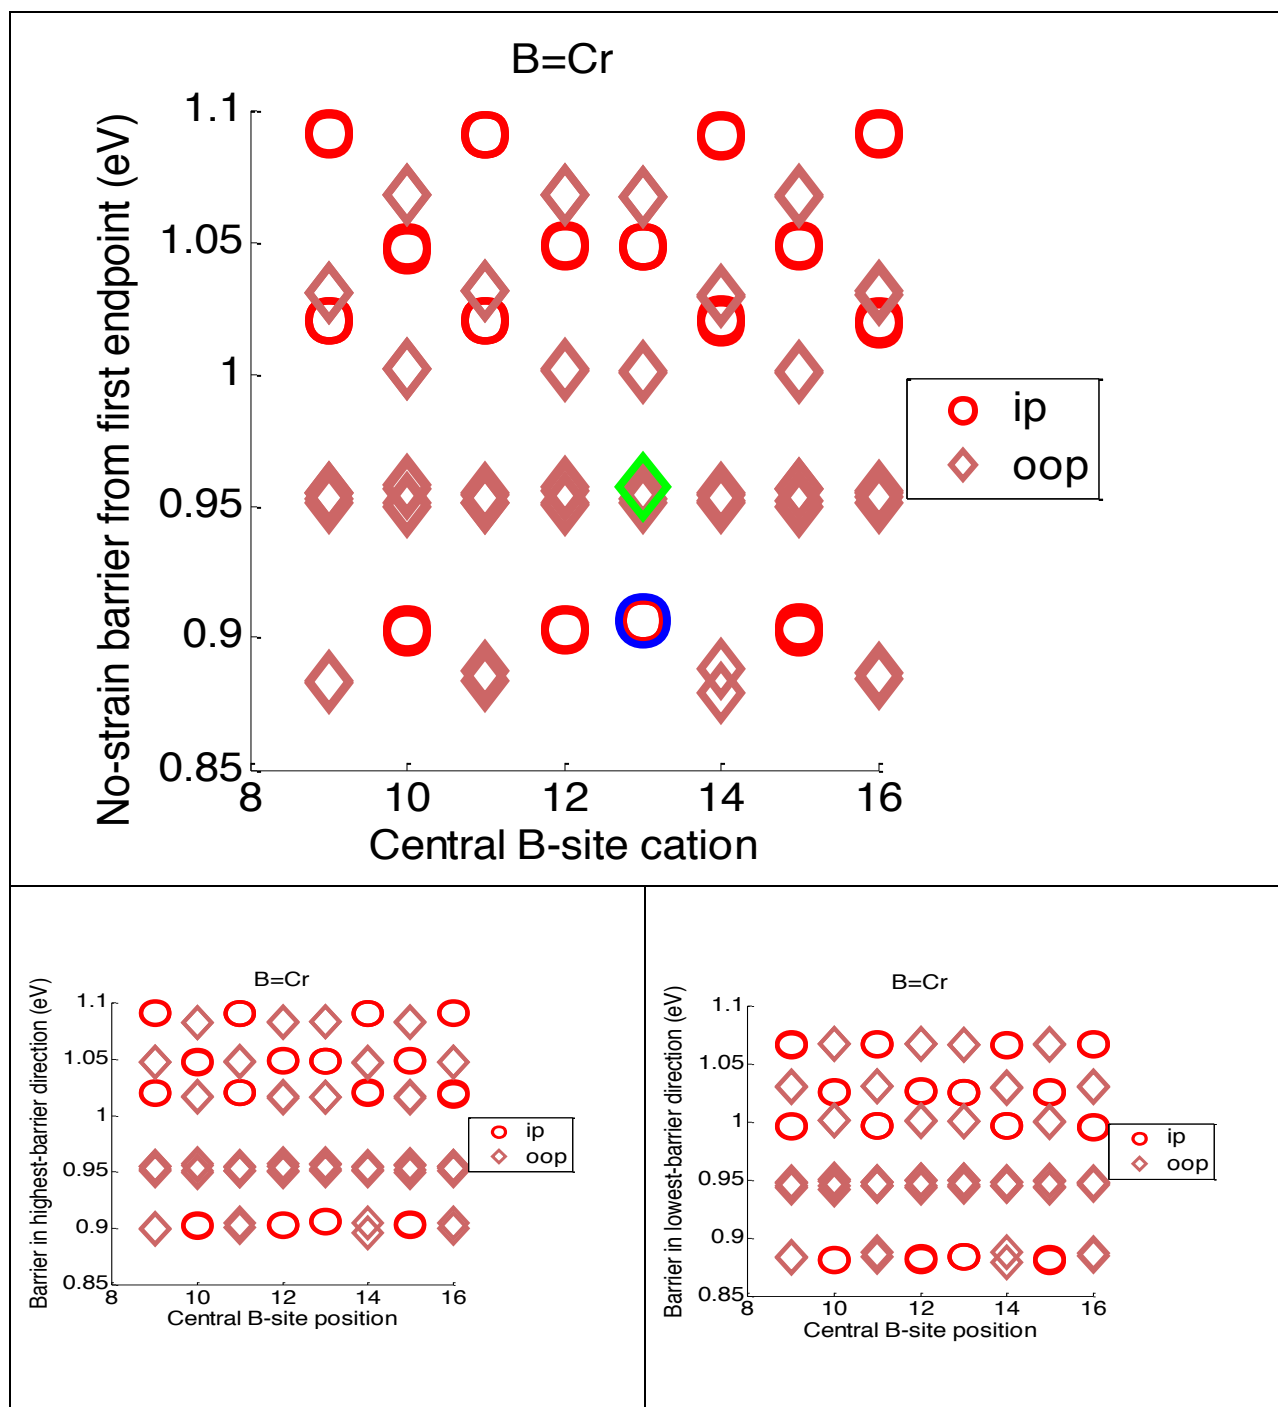 B=Cr
No-strain barrier from first endpoint (eV)
1.1
1.05
1
0.95
0.9
0.85
8
10
12
14
16
Central B-site cation
ip
oop
B=Cr
Barrier in highest-barrier direction (eV)
1.1
1.05
1
0.95
0.9
0.85
8
10
12
14
16
Central B-site position
ip
oop
B=Cr
Barrier in lowest-barrier direction (eV)
1.1
1.05
1
0.95
0.9
0.85
8
10
12
14
16
Central B-site position
ip
oop